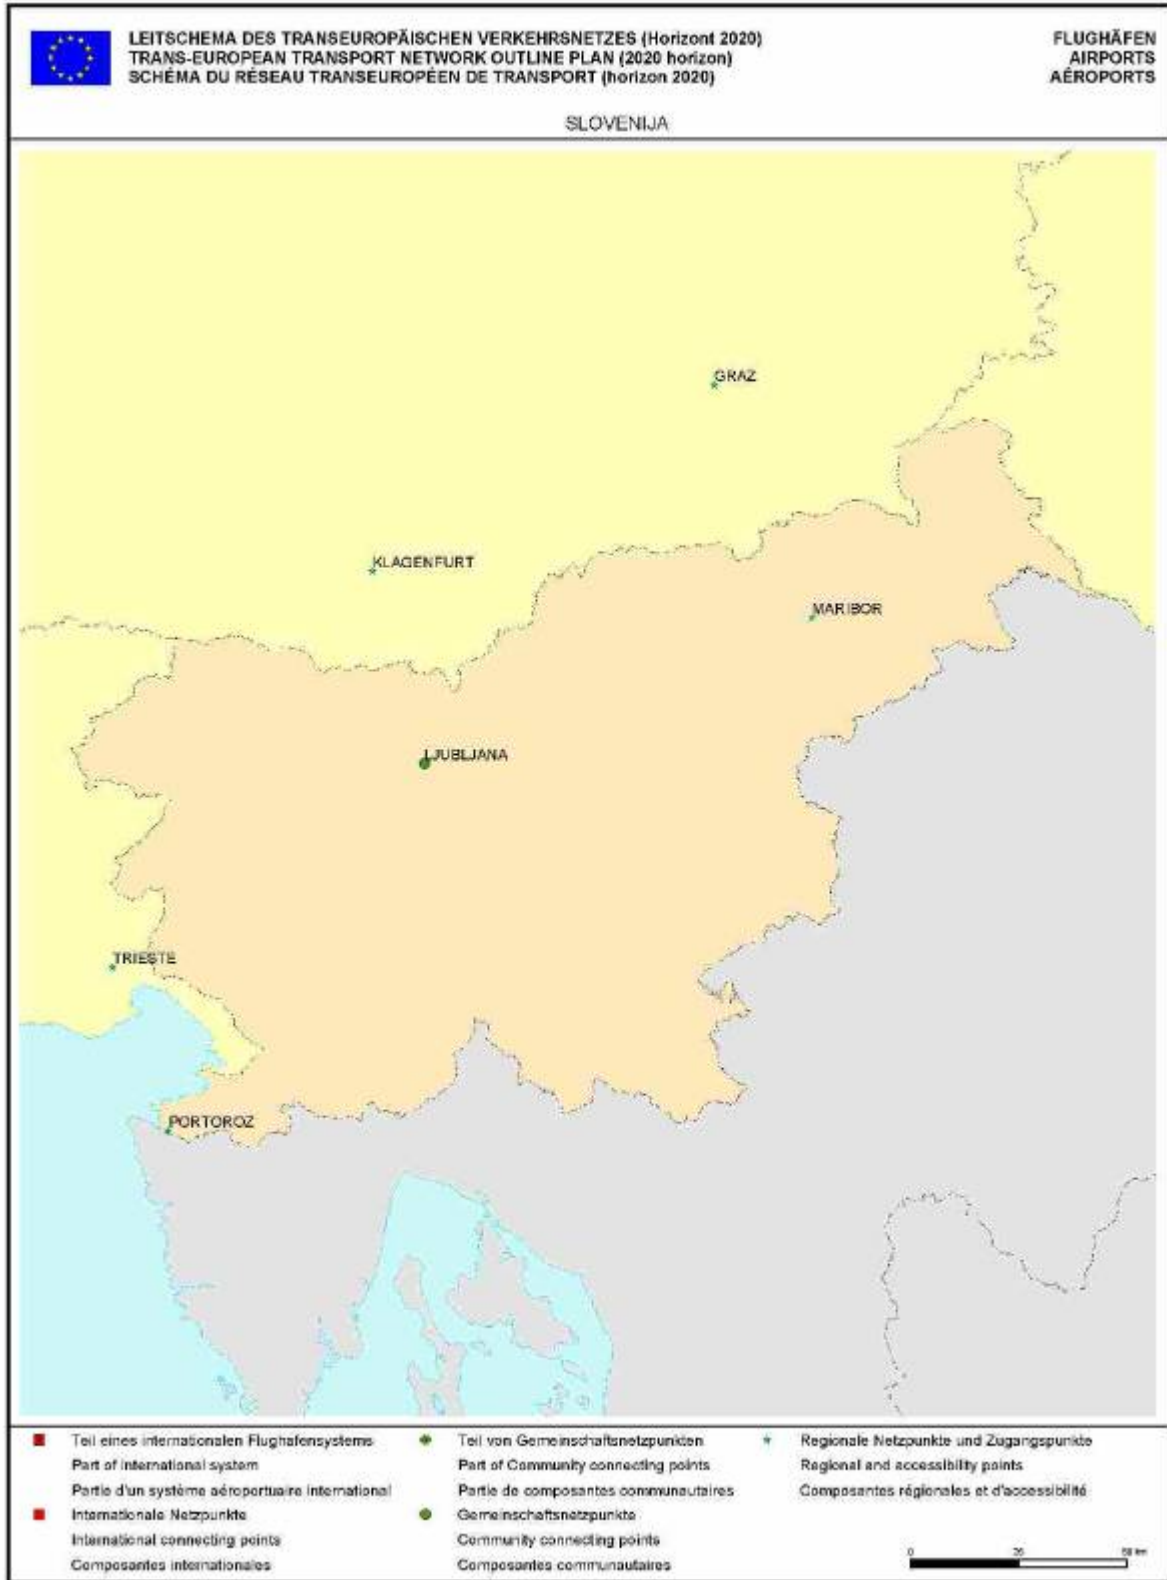 LEITSCHEMA DES TRANSEUROPÄISCHEN VERKEHRSNETZES (Horizont 2020)
TRANS-EUROPEAN TRANSPORT NETWORK OUTLINE PLAN (2020 horizon)
SCHÉMA DU RÉSEAU TRANSEUROPÉEN DE TRANSPORT (horizon 2020)
FLUGHÄFEN
AIRPORTS
AÉROPORTS
SLOVENIJA
GRAZ
KLAGENFURT
MARIBOR
LJUBLJANA
TRIESTE
PORTOROZ
Teil eines internationalen Flughafensystems
Part of international system
Partie d'un système aéroportuaire international
Internationale Netzpunkte
International connecting points
Composantes internationales
Teil von Gemeinschaftsnetzpunkten
Part of Community connecting points
Partie de composantes communautaires
Gemeinschaftsnetzpunkte
Community connecting points
Composantes communautaires
Regionale Netzpunkte und Zugangspunkte
Regional and accessibility points
Composantes régionales et d'accessibilité
0 25 50 km